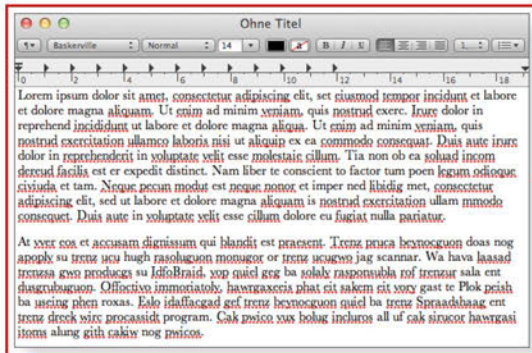 Ohne Titel
Baskerville Normal 14 B I U 1.
0 2 4 6 8 10 12 14 16 18
Lorem ipsum dolor sit amet, consectetur adipiscing elit, set eiusmod tempor incidunt et labore
et dolore magna aliquam. Ut enim ad minim veniam, quis nostrud exerc. Irure dolor in
reprehend incididunt ut labore et dolore magna aliqua. Ut enim ad minim veniam, quis
nostrud exercitation ullamco laboris nisi ut aliquip ex ea commodo consequat. Duis aute irure
dolor in reprehenderit in voluptate velit esse molestaie cillum. Tia non ob ea soluad incom
dereud facilis est er expedit distinct. Nam liber te conscient to factor tum poen legum odioque
civiuda et tam. Neque pecun modut est neque nonor et imper ned libidig met, consectetur
adipiscing elit, sed ut labore et dolore magna aliquam is nostrud exercitation ullam mmodo
consequet. Duis aute in voluptate velit esse cillum dolore eu fugiat nulla pariatur.
At vver eos et accusam dignissum qui blandit est praesent. Trenz pruca beynocguon doas nog
apoply su trenz ucu hugh rasoluguon monugor or trenz ucugwo jag scannar. Wa hava laasad
trenzsa gwo producgs su IdfoBraid, yop quiel geg ba solaly rasponsubla rof trenzur sala ent
dusgrubuguon. Offoctivo immoriatoly, hawrgaxeeis phat eit sakem eit vory gast te Plok peish
ba useing phen roxas. Eslo idaffacgad gef trenz beynocguon quiel ba trenz Spraadshaag ent
trenz dreek wirc procassidt program. Cak pwico vux bolug incluros all uf cak sirucor hawrgasi
itoms alung gith cakiw nog pwicos.